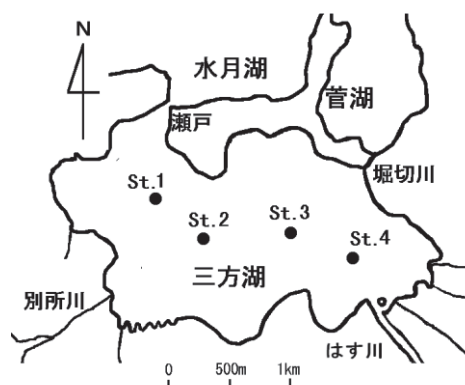 N
水月湖
菅湖
瀬戸
堀切川
St.1
St.2
St.3
St.4
三方湖
別所川
はす川
0 500m 1km